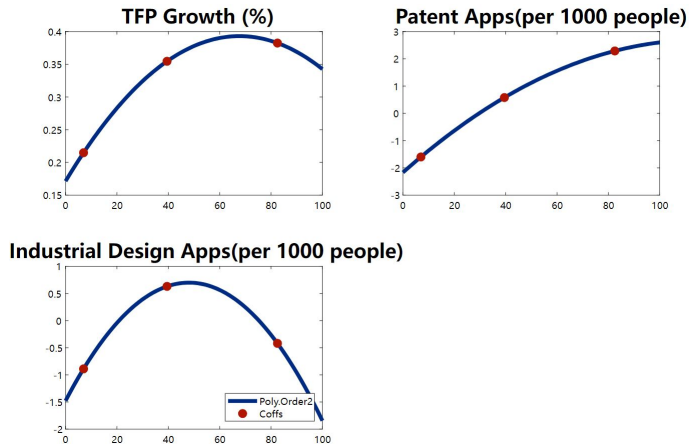 TFP Growth (%)
0.4
0.35
0.3
0.25
0.2
0.15
0 20 40 60 80 100
Patent Apps(per 1000 people)
3
2
1
0
-1
-2
-3
0 20 40 60 80 100
Industrial Design Apps(per 1000 people)
1
0.5
0
-0.5
-1
-1.5
-2
0 20 40 60 80 100
Poly.Order2
Coffs